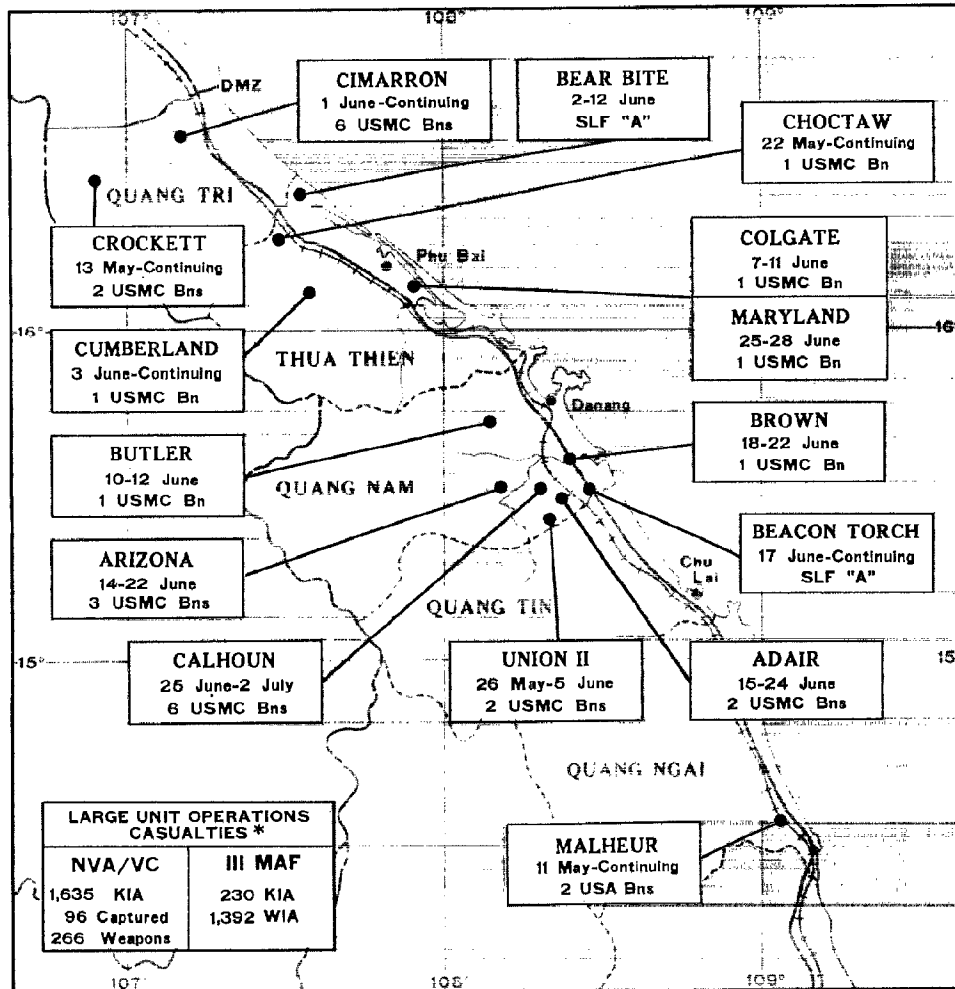 107°
108°
109°
DMZ
CIMARRON
1 June-Continuing
6 USMC Bns
BEAR BITE
2-12 June
SLF "A"
CHOCTAW
22 May-Continuing
1 USMC Bn
QUANG TRI
CROCKETT
13 May-Continuing
2 USMC Bns
Phu Bai
COLGATE
7-11 June
1 USMC Bn
MARYLAND
25-28 June
1 USMC Bn
16°
16°
CUMBERLAND
3 June-Continuing
1 USMC Bn
THUA THIEN
Danang
BROWN
18-22 June
1 USMC Bn
BUTLER
10-12 June
1 USMC Bn
QUANG NAM
ARIZONA
14-22 June
3 USMC Bns
BEACON TORCH
17 June-Continuing
SLF "A"
Chu
Lai
QUANG TIN
15°
15°
CALHOUN
25 June-2 July
6 USMC Bns
UNION II
26 May-5 June
2 USMC Bns
ADAIR
15-24 June
2 USMC Bns
QUANG NGAI
LARGE UNIT OPERATIONS
CASUALTIES *
NVA/VC
1,635 KIA
96 Captured
266 Weapons
III MAF
230 KIA
1,392 WIA
MALHEUR
11 May-Continuing
2 USA Bns
107°
108°
109°